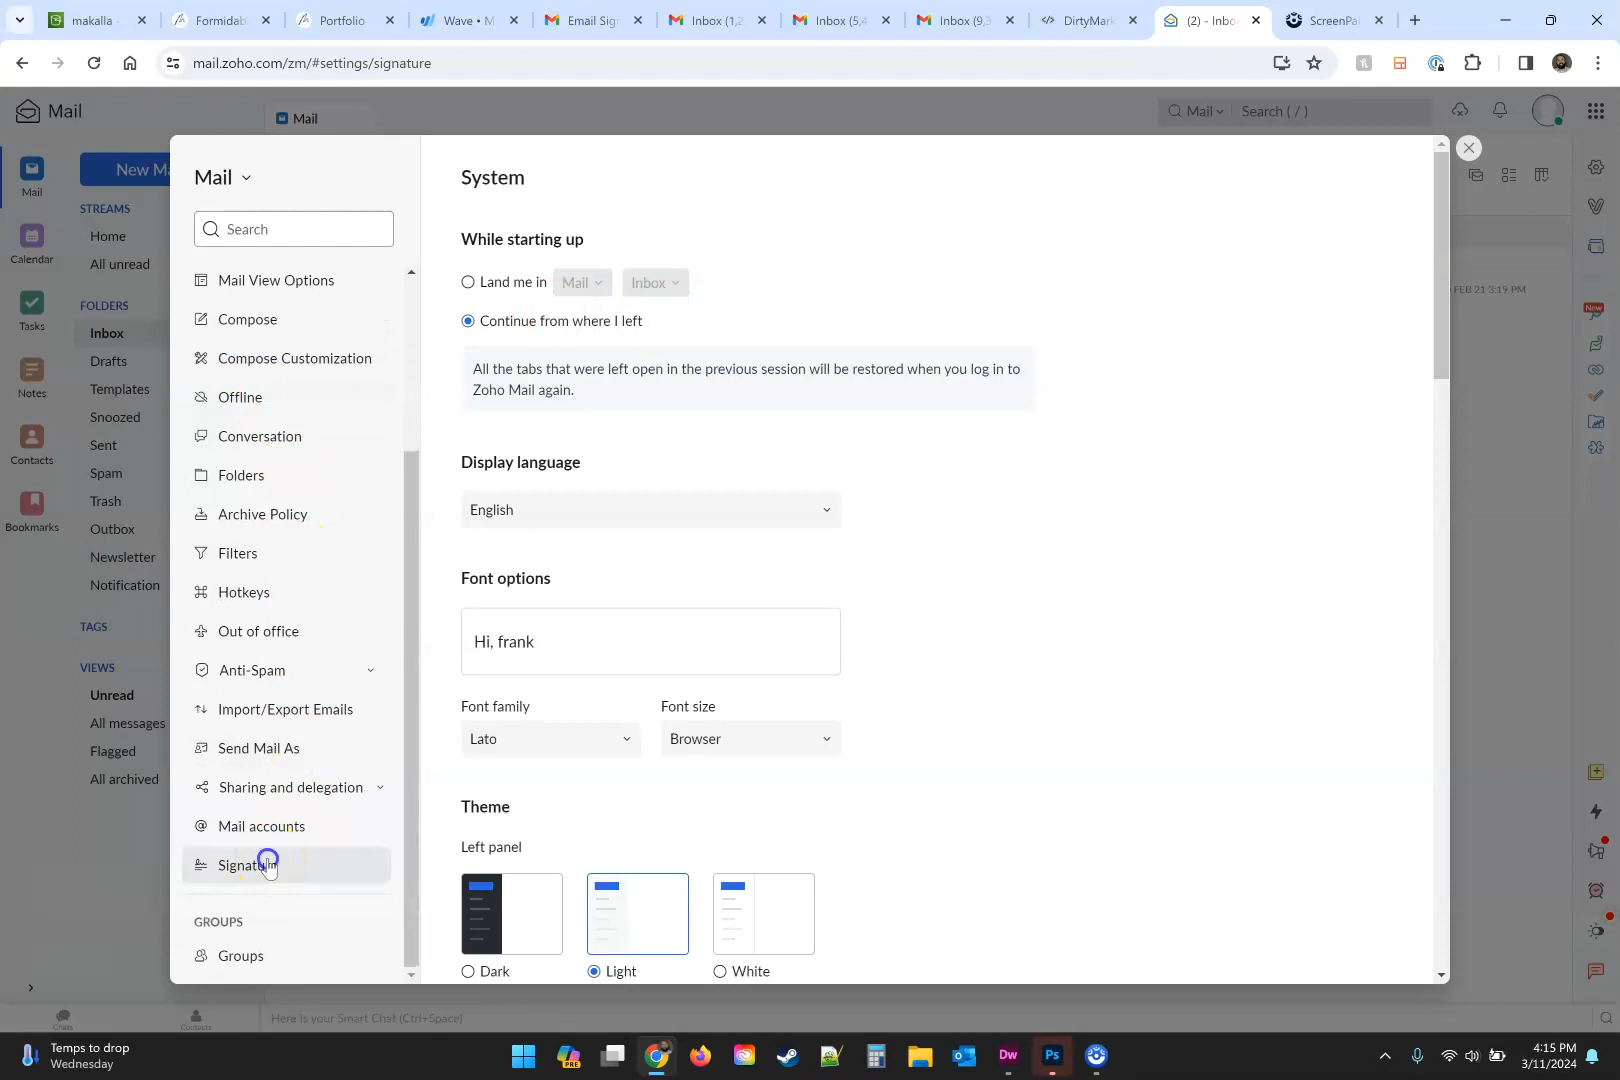 makalla
Formidabl
Portfolio
Wave • M
Email Sig
Inbox (1,2
Inbox (5,4
Inbox (9,3
DirtyMark
(2) - Inbo
ScreenPal
mail.zoho.com/zm/#settings/signature
Mail
Mail
Mail
Search ( / )
New Ma
Mail
Calendar
Tasks
Notes
Contacts
Bookmarks
STREAMS
Home
All unread
FOLDERS
Inbox
Drafts
Templates
Snoozed
Sent
Spam
Trash
Outbox
Newsletter
Notification
TAGS
VIEWS
Unread
All messages
Flagged
All archived
Mail
Search
Mail View Options
Compose
Compose Customization
Offline
Conversation
Folders
Archive Policy
Filters
Hotkeys
Out of office
Anti-Spam
Import/Export Emails
Send Mail As
Sharing and delegation
Mail accounts
GROUPS
Groups
System
While starting up
Land me in
Mail
Inbox
Continue from where I left
All the tabs that were left open in the previous session will be restored when you log in to
Zoho Mail again.
Display language
English
Font options
Hi, frank
Font family
Font size
Lato
Browser
Theme
Left panel
Dark
Light
White
FEB 21 3:19 PM
New
Chats
Contacts
Here is your Smart Chat (Ctrl+Space)
Temps to drop
Wednesday
PRE
Dw
Ps
4:15 PM
3/11/2024